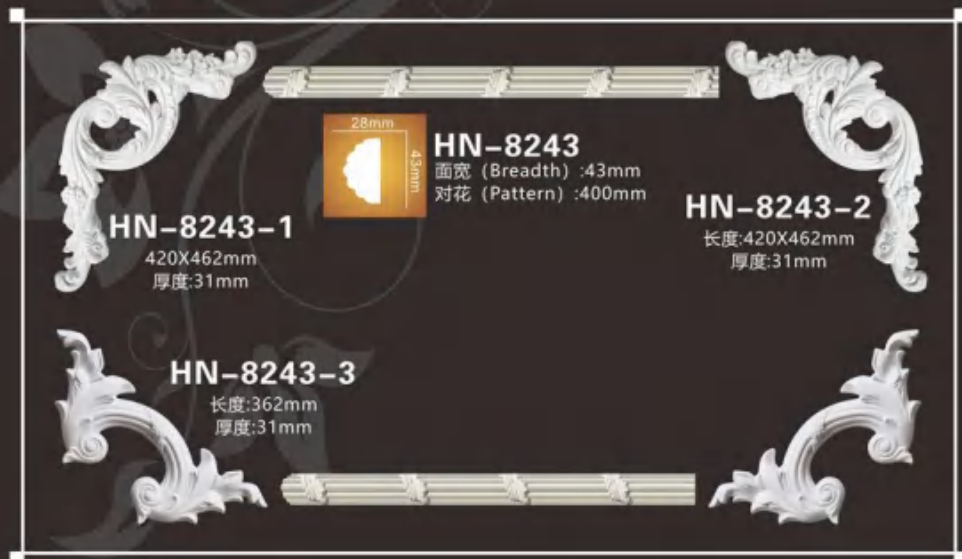 28mm
43mm
HN-8243
面宽 (Breadth) :43mm
对花 (Pattern) :400mm
HN-8243-1
420X462mm
厚度:31mm
HN-8243-2
长度:420X462mm
厚度:31mm
HN-8243-3
长度:362mm
厚度:31mm